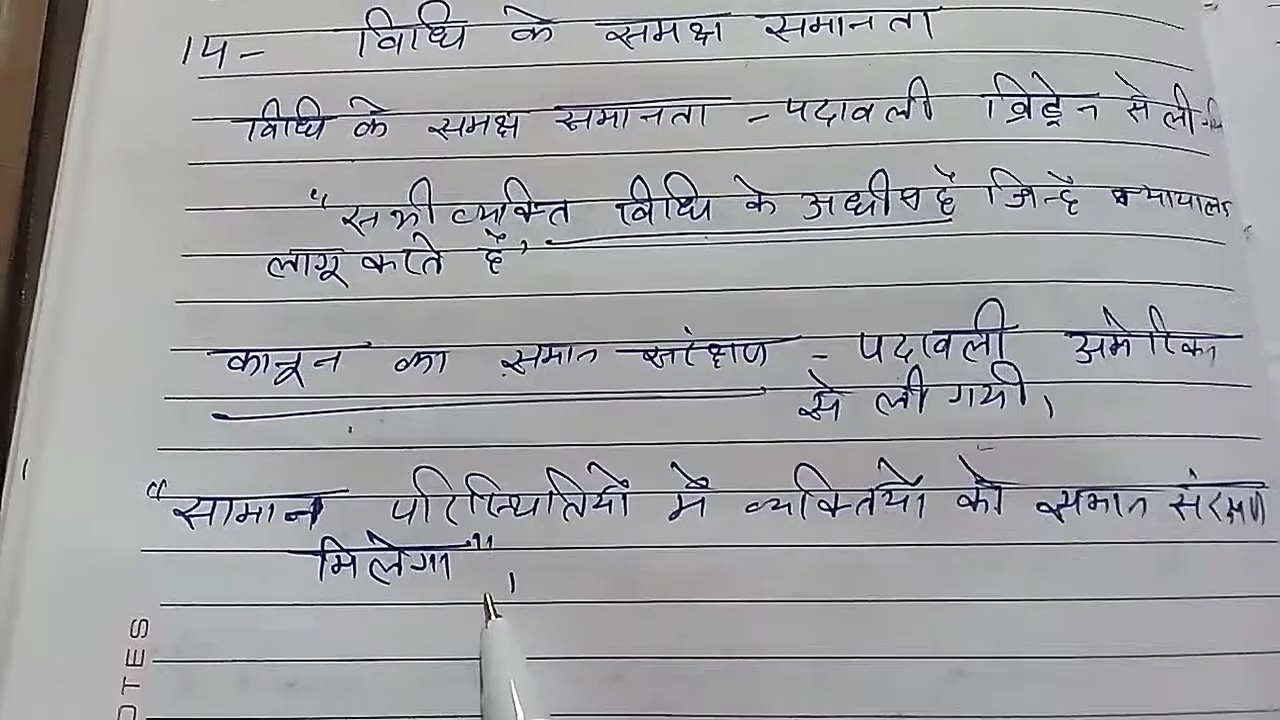 14- विधि के समक्ष समानता
विधि के समक्ष समानता - पदावली ब्रिट्रेन से ली
"सभी व्यक्ति विधि के अधीन है जिन्हे न्यायालय
लागू करते है"
कानून का समान संरक्षण - पदावली अमेरिका
से ली गयी।
"सामान परिस्थितियों में व्यक्तियों को समान संरक्षण
मिलेगा"।
OTES